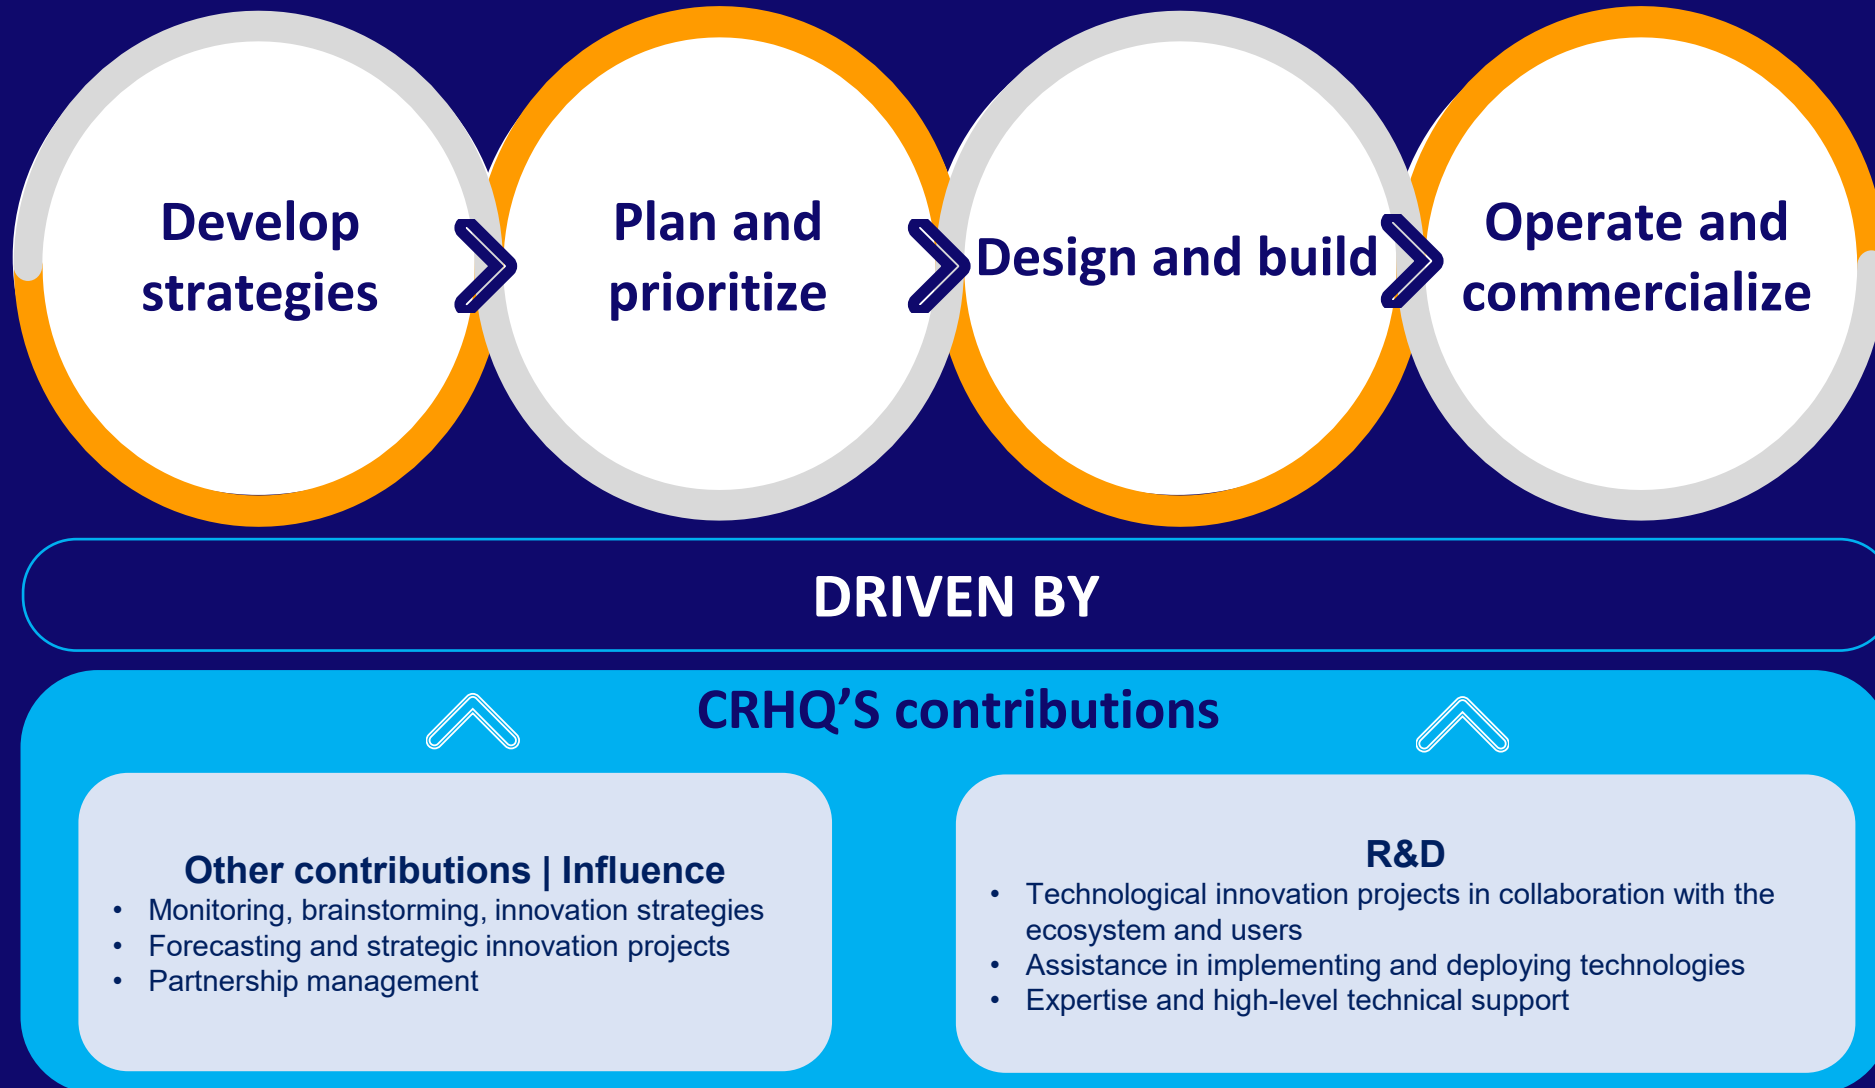 Develop
strategies
Plan and
prioritize
Design and build
Operate and
commercialize
DRIVEN BY
CRHQ’S contributions
Other contributions | Influence
• Monitoring, brainstorming, innovation strategies
• Forecasting and strategic innovation projects
• Partnership management
R&D
• Technological innovation projects in collaboration with the
ecosystem and users
• Assistance in implementing and deploying technologies
• Expertise and high-level technical support